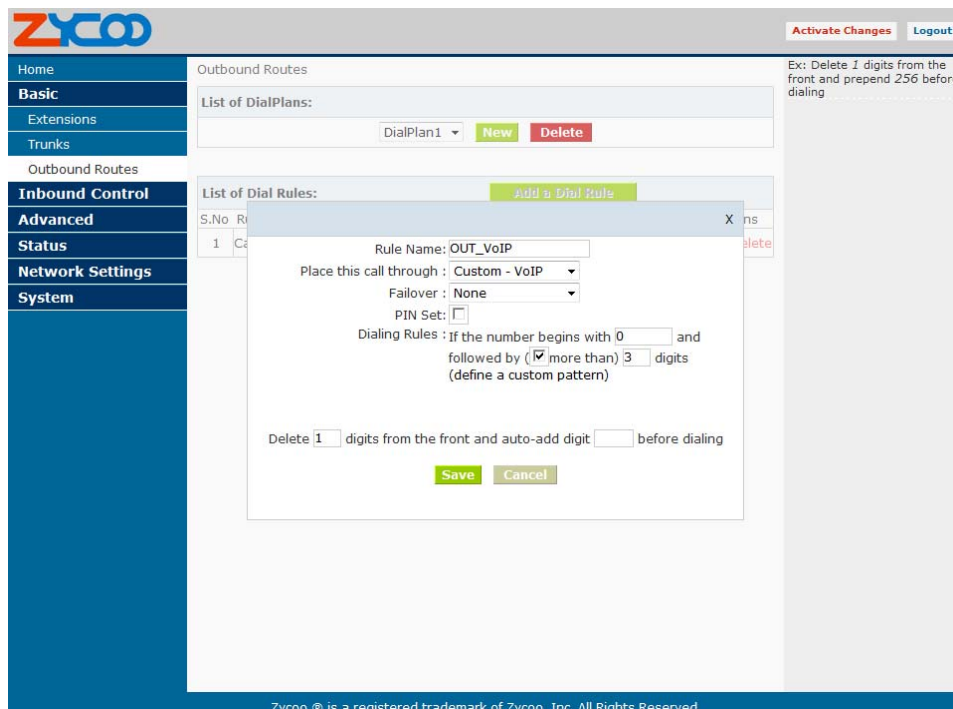 ZYCOO
Activate Changes Logout
Home
Basic
Extensions
Trunks
Outbound Routes
Inbound Control
Advanced
Status
Network Settings
System
Outbound Routes
List of DialPlans:
DialPlan1 New Delete
List of Dial Rules: Add a Dial Rule
S.No
1
X
Rule Name: OUT_VoIP
Place this call through : Custom - VoIP
Failover : None
PIN Set:
Dialing Rules : If the number begins with 0 and
followed by ( more than) 3 digits
(define a custom pattern)
Delete 1 digits from the front and auto-add digit before dialing
Save Cancel
Ex: Delete 1 digits from the
front and prepend 256
dialing
Zycoo ® is a registered trademark of Zycoo, Inc. All Rights Reserved.